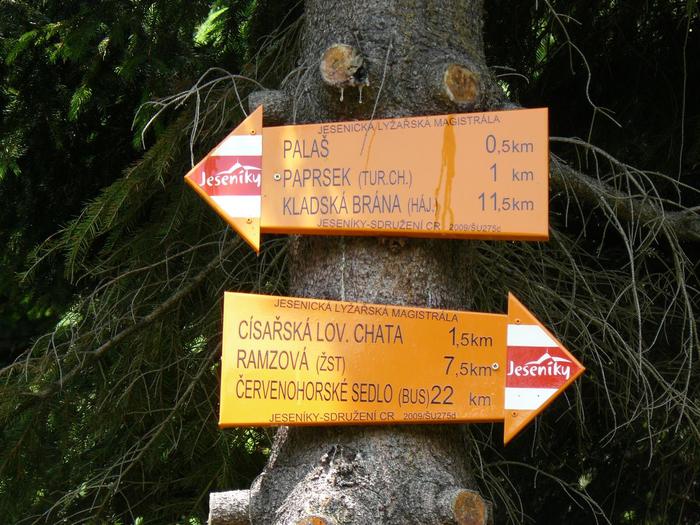 JESENICKÁ LYŽAŘSKÁ MAGISTRÁLA
PALAŠ 0,5km
PAPRSEK (TUR.CH.) 1 km
KLADSKÁ BRÁNA (HÁJ.) 11,5km
JESENÍKY-SDRUŽENÍ CR 2009/ŠU275d
Jeseníky
JESENICKÁ LYŽAŘSKÁ MAGISTRÁLA
CÍSAŘSKÁ LOV. CHATA 1,5km
RAMZOVÁ (ŽST) 7,5km
ČERVENOHORSKÉ SEDLO (BUS) 22 km
JESENÍKY-SDRUŽENÍ CR 2009/ŠU275d
Jeseníky